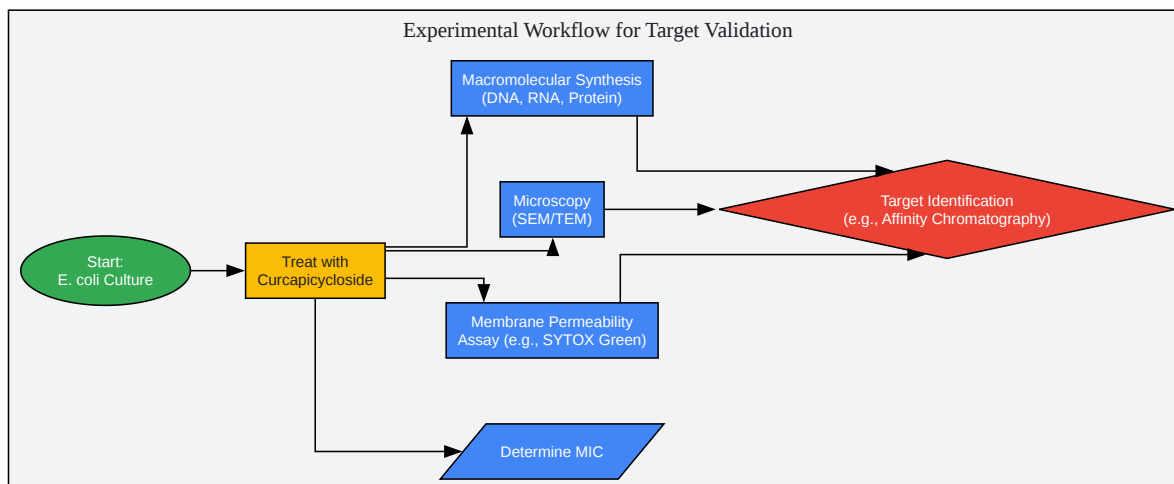 Experimental Workflow for Target Validation
Macromolecular Synthesis
(DNA, RNA, Protein)
Microscopy
(SEM/TEM)
Target Identification
(e.g., Affinity Chromatography)
Start:
E. coli Culture
Treat with
Curcapicycloside
Membrane Permeability
Assay (e.g., SYTOX Green)
Determine MIC